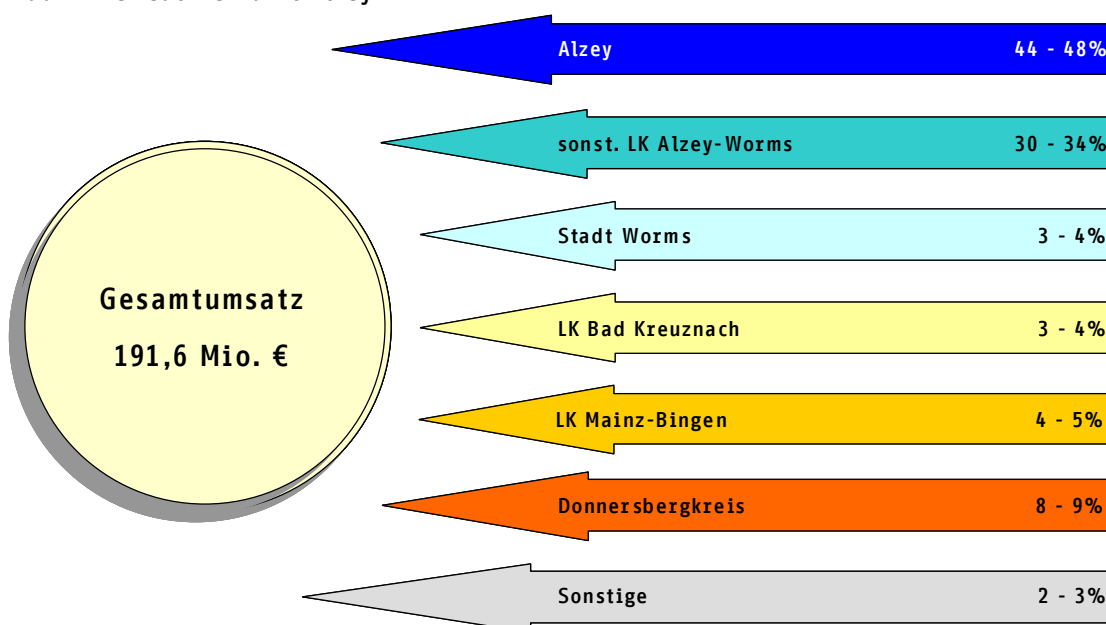 Alzey 44 - 48%
sonst. LK Alzey-Worms 30 - 34%
Stadt Worms 3 - 4%
Gesamtumsatz
191,6 Mio. €
LK Bad Kreuznach 3 - 4%
LK Mainz-Bingen 4 - 5%
Donnersbergkreis 8 - 9%
Sonstige 2 - 3%